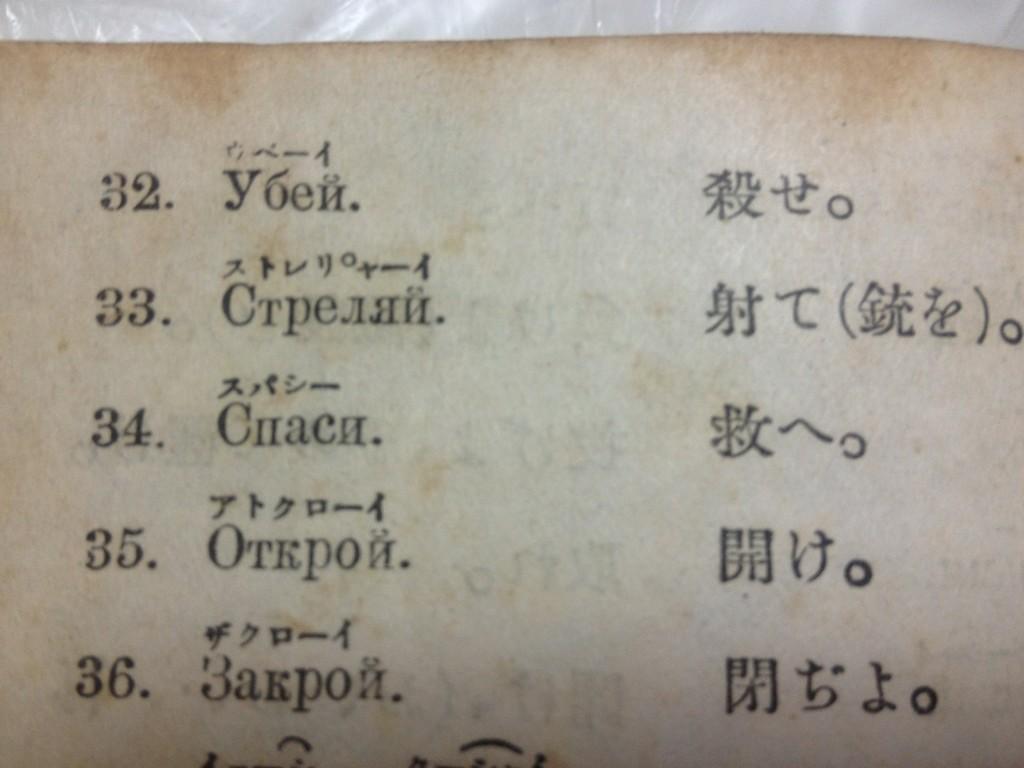 ウベーイ
32. Убей. 殺せ。
ストレリ゚ャーイ
33. Стреляй. 射て(銃を)。
スパシー
34. Спаси. 救へ。
アトクローイ
35. Открой. 開け。
ザクローイ
36. Закрой. 閉ぢよ。